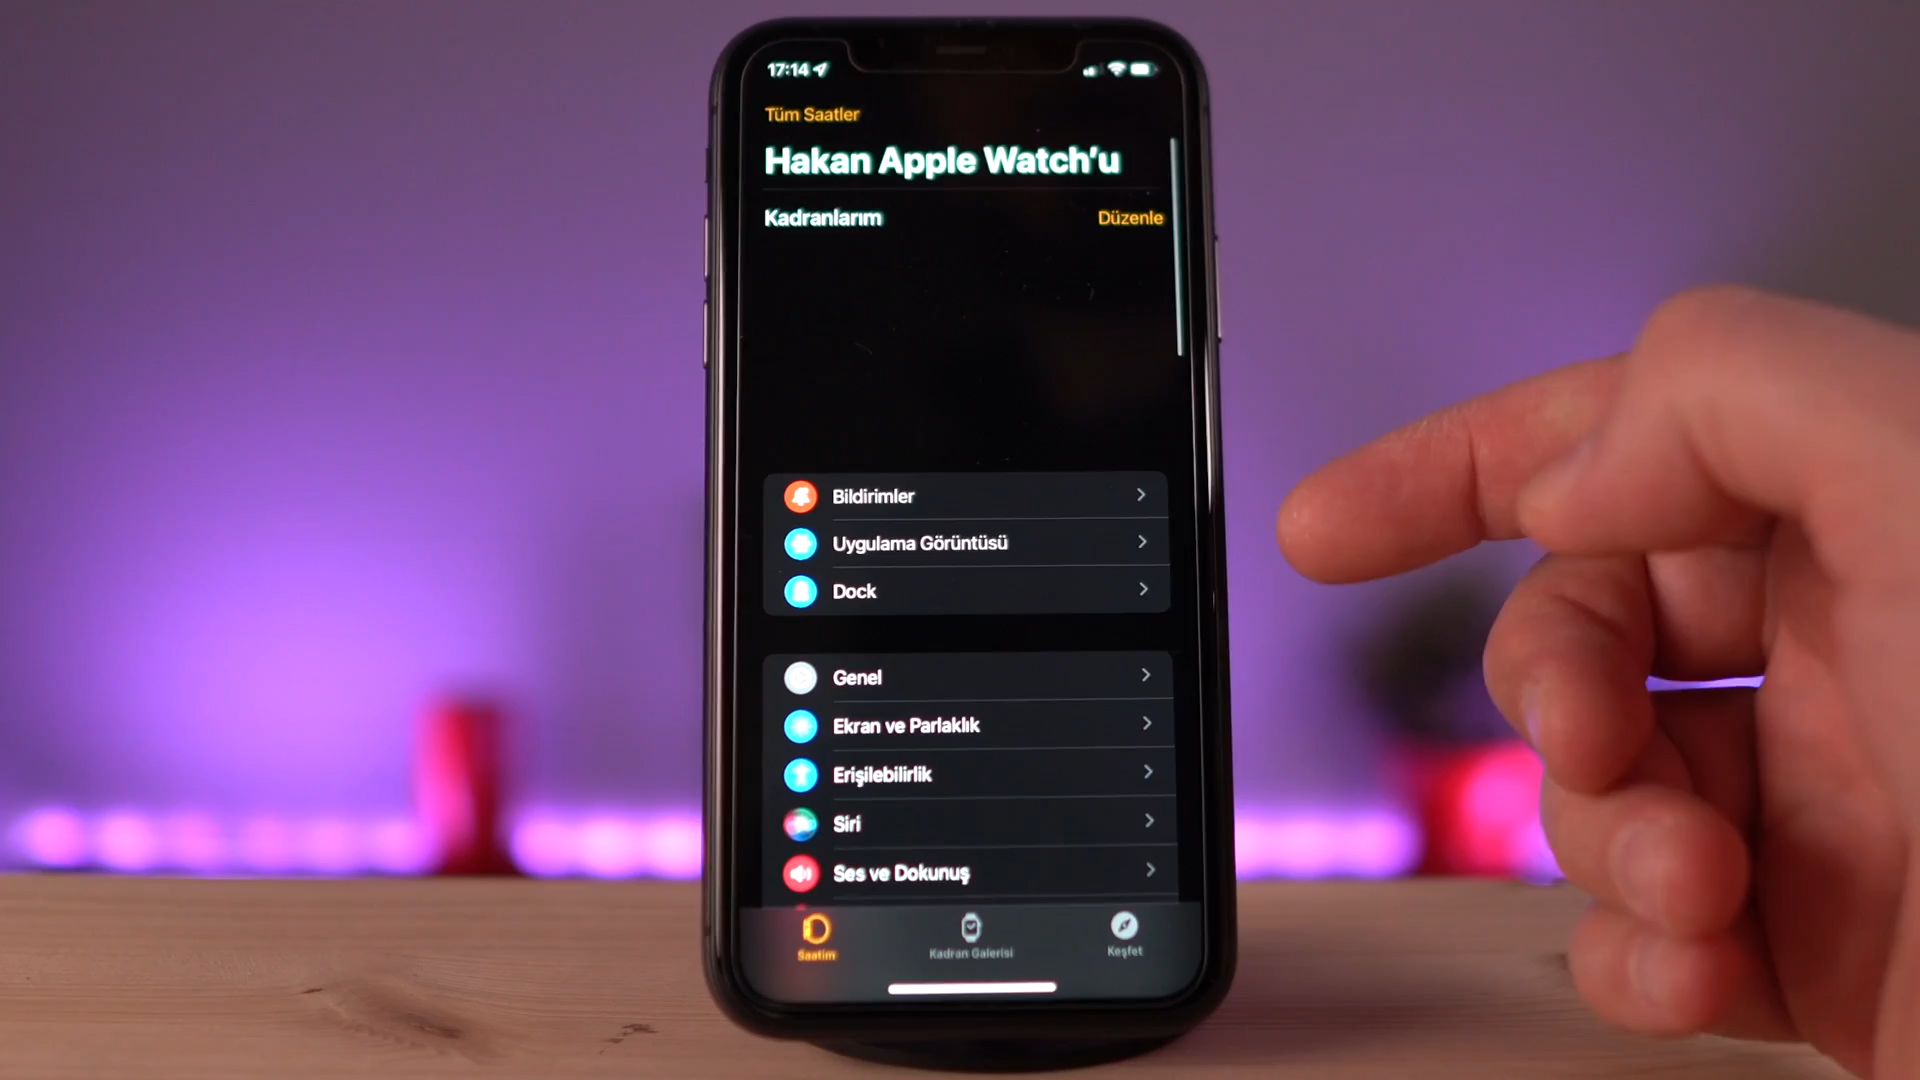 17:14
Tüm Saatler
Hakan Apple Watch'u
Kadranlarım Düzenle
Bildirimler
Uygulama Görüntüsü
Dock
Genel
Ekran ve Parlaklık
Erişilebilirlik
Siri
Ses ve Dokunuş
Saatim Kadran Galerisi Keşfet